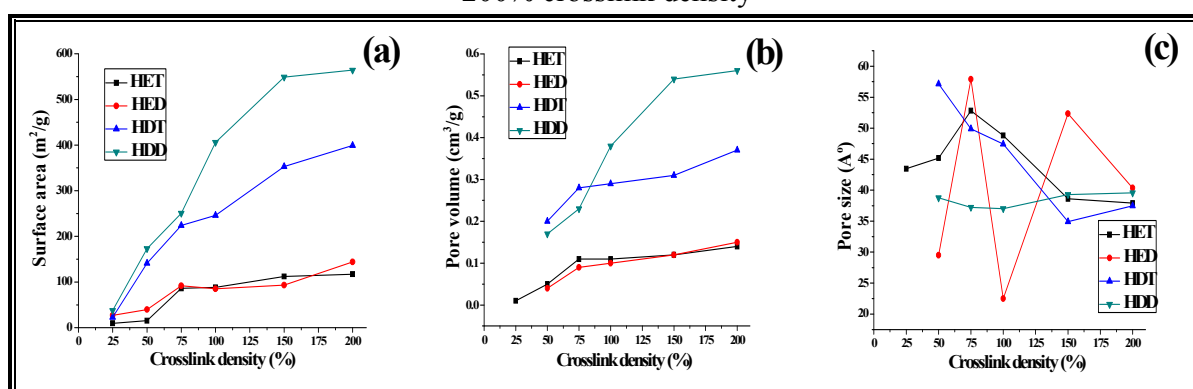 200% crosslink density
(a)
HET
HED
HDT
HDD
Surface area (m²/g)
600
500
400
300
200
100
0
0 25 50 75 100 125 150 175 200
Crosslink density (%)
(b)
HET
HED
HDT
HDD
Pore volume (cm³/g)
0.6
0.5
0.4
0.3
0.2
0.1
0.0
0 25 50 75 100 125 150 175 200
Crosslink density (%)
(c)
Pore size (Aº)
65
60
55
50
45
40
35
30
25
HET
HED
HDT
HDD
0 25 50 75 100 125 150 175 200
Crosslink density (%)